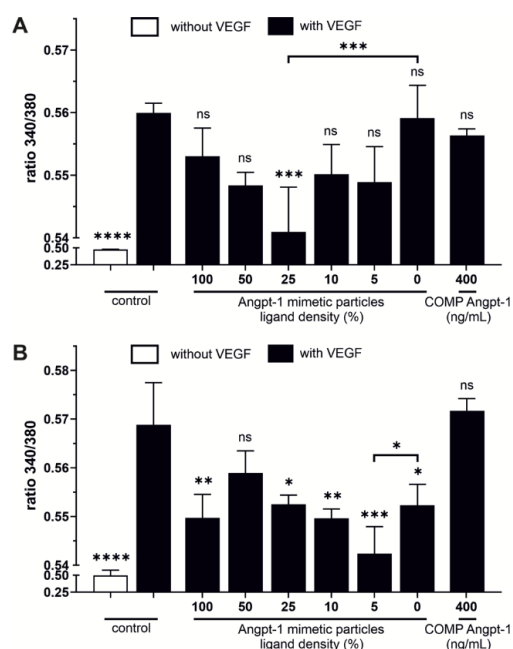 A
without VEGF
with VEGF
0.57
***
ns
ns
ns
ns
0.56
ns
ns
ns
***
0.55
ratio 340/380
****
0.54
0.50
0.25
100 50 25 10 5 0 400
control
Angpt-1 mimetic particles
ligand density (%)
COMP Angpt-1
(ng/mL)
B
without VEGF
with VEGF
0.57
ns
ns
*
*
0.56
**
*
**
***
0.55
ratio 340/380
****
0.54
0.50
0.25
100 50 25 10 5 0 400
control
Angpt-1 mimetic particles
ligand density (%)
COMP Angpt-1
(ng/mL)